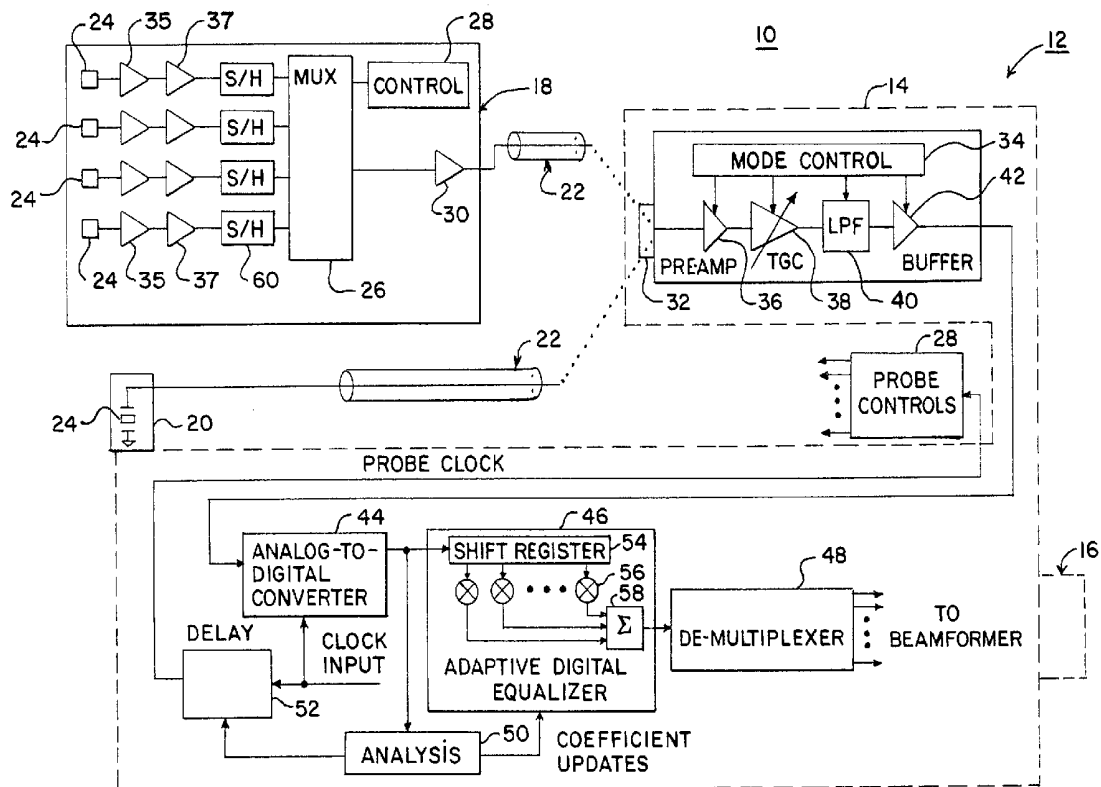 24 35 37 28 10 12
S/H MUX CONTROL 18 14
24 S/H 22 MODE CONTROL 34
24 S/H 30 42
S/H LPF
PREAMP TGC BUFFER
24 35 37 60 26 32 36 38 40
22 28
PROBE CONTROLS
24 20
PROBE CLOCK
44 46
ANALOG-TO-DIGITAL CONVERTER
SHIFT REGISTER 54 48 16
56
58
DELAY Σ DE-MULTIPLEXER TO BEAMFORMER
CLOCK INPUT
ADAPTIVE DIGITAL EQUALIZER
52
ANALYSIS 50 COEFFICIENT UPDATES